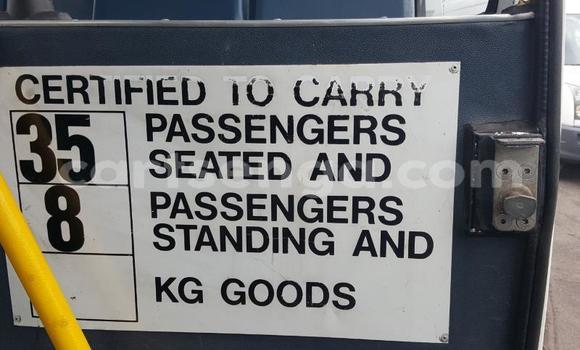 CERTIFIED TO CARRY
35 PASSENGERS
SEATED AND
8 PASSENGERS
STANDING AND
KG GOODS